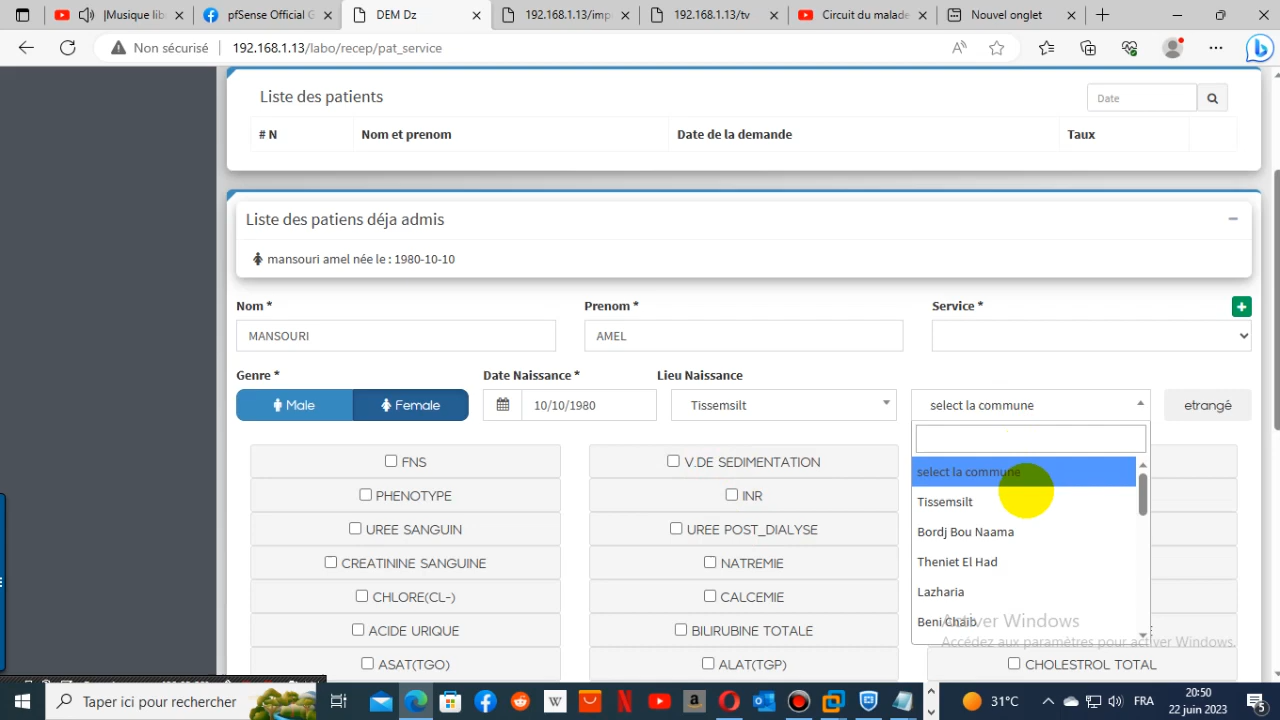 |Musique lib
pfSense Official G
DEM Dz
192.168.1.13/imp
192.168.1.13/tv
Circuit du malade
Nouvel onglet
Non sécurisé
192.168.1.13/labo/recep/pat_service
Liste des patients
Date
# N
Nom et prenom
Date de la demande
Taux
Liste des patiens déja admis
mansouri amel née le : 1980-10-10
Nom *
Prenom *
Service *
MANSOURI
AMEL
Genre *
Date Naissance *
Lieu Naissance
Male
Female
10/10/1980
Tissemsilt
select la commune
etrangé
FNS
V.DE SEDIMENTATION
select la commune
PHENOTYPE
INR
Tissemsilt
UREE SANGUIN
UREE POST_DIALYSE
Bordj Bou Naama
CREATININE SANGUINE
NATREMIE
Theniet El Had
CHLORE(CL-)
CALCEMIE
Lazharia
ACIDE URIQUE
BILIRUBINE TOTALE
Beni Chaib
Activer Windows
Accédez aux paramètres pour activer Windows.
ASAT(TGO)
ALAT(TGP)
CHOLESTROL TOTAL
Taper ici pour rechercher
31°C
FRA
20:50
22 juin 2023
5